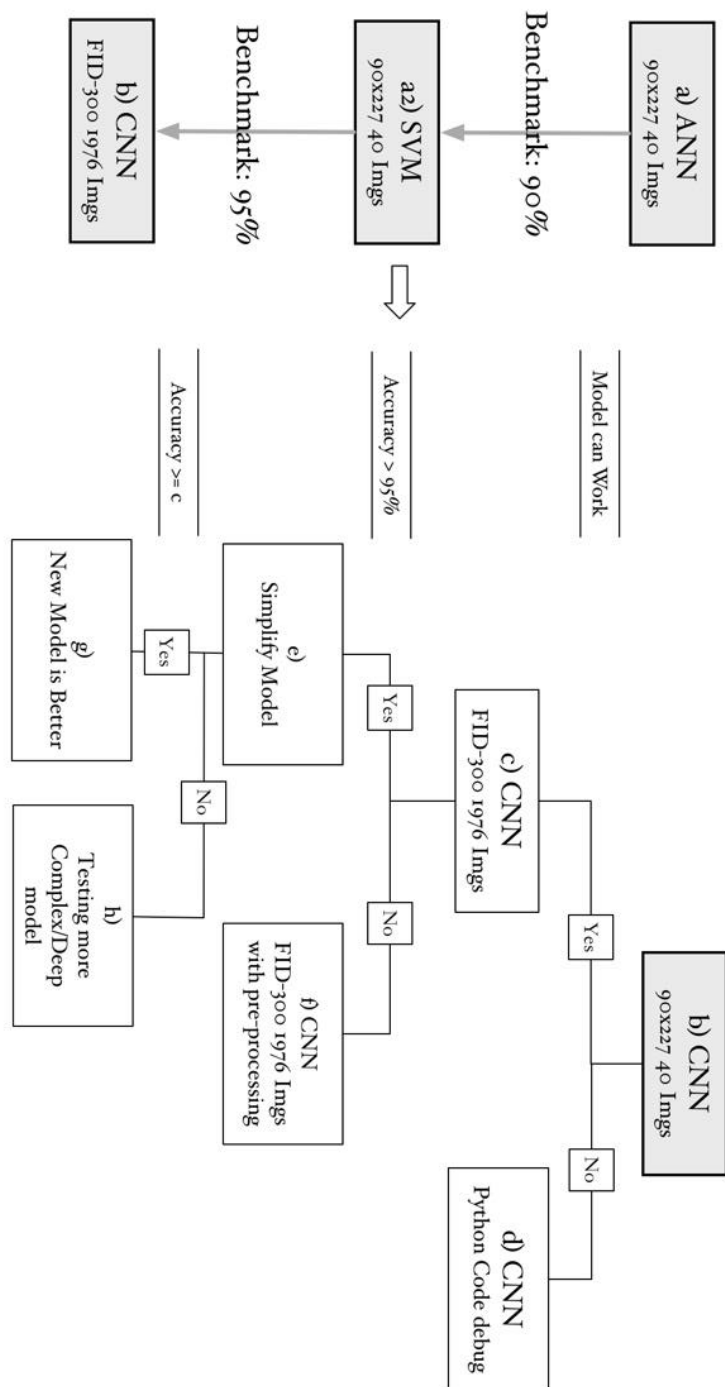 a) ANN
90x227 40 Imgs
Benchmark: 90%
a2) SVM
90x227 40 Imgs
Benchmark: 95%
b) CNN
FID-300 1976 Imgs
Model can Work
Accuracy > 95%
Accuracy >= c
b) CNN
90x227 40 Imgs
Yes
No
c) CNN
FID-300 1976 Imgs
d) CNN
Python Code debug
Yes
No
e)
Simplify Model
f) CNN
FID-300 1976 Imgs
with pre-processing
Yes
No
g)
New Model is Better
h)
Testing more
Complex/Deep
model